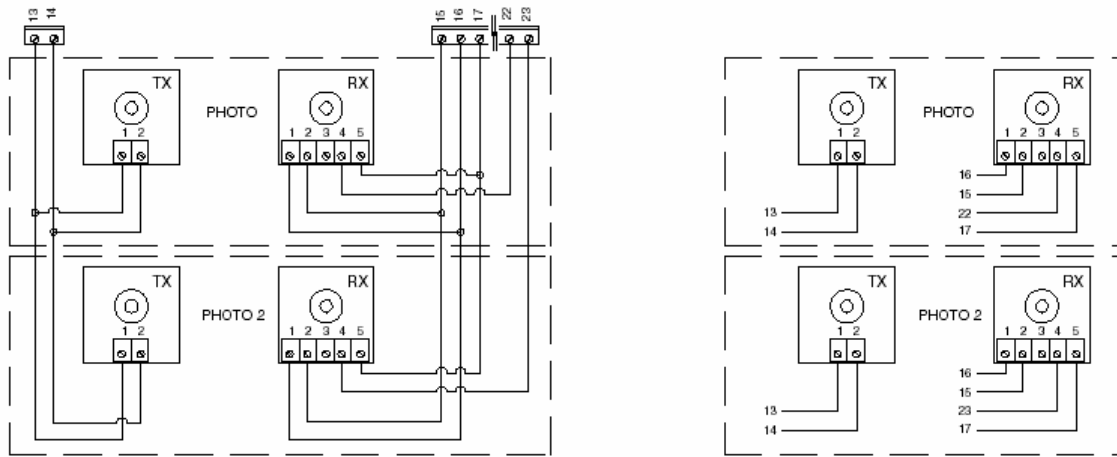 13 14 15 16 17 22 23
TX RX TX RX
PHOTO PHOTO
1 2 1 2 3 4 5 1 2 1 2 3 4 5
16
15
13 22
14 17
TX RX TX RX
PHOTO 2 PHOTO 2
1 2 1 2 3 4 5 1 2 1 2 3 4 5
16
15
13 23
14 17